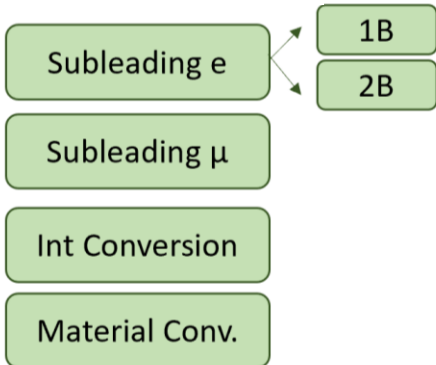 Subleading e
1B
2B
Subleading μ
Int Conversion
Material Conv.